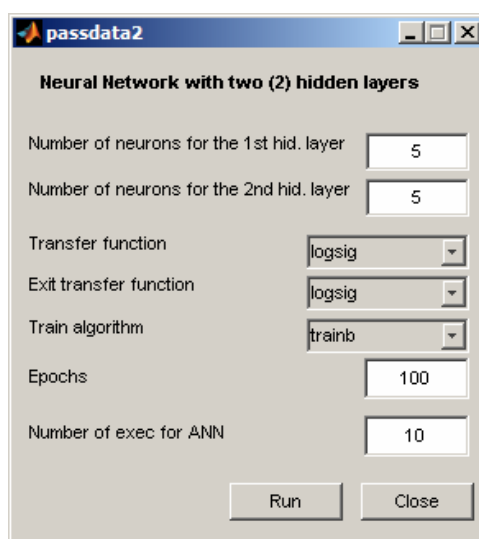 passdata2
Neural Network with two (2) hidden layers
Number of neurons for the 1st hid. layer 5
Number of neurons for the 2nd hid. layer 5
Transfer function logsig
Exit transfer function logsig
Train algorithm trainb
Epochs 100
Number of exec for ANN 10
Run Close